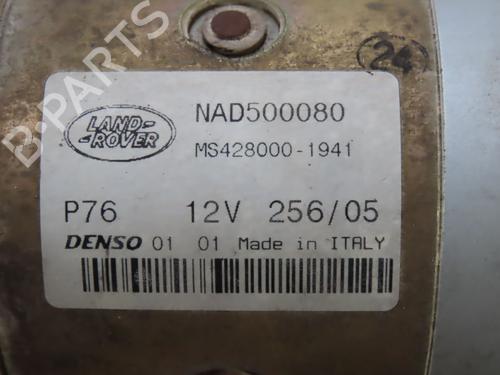 B-PARTS
24
LAND-
ROVER
NAD500080
MS428000-1941
P76 12V 256/05
DENSO 01 01 Made in ITALY